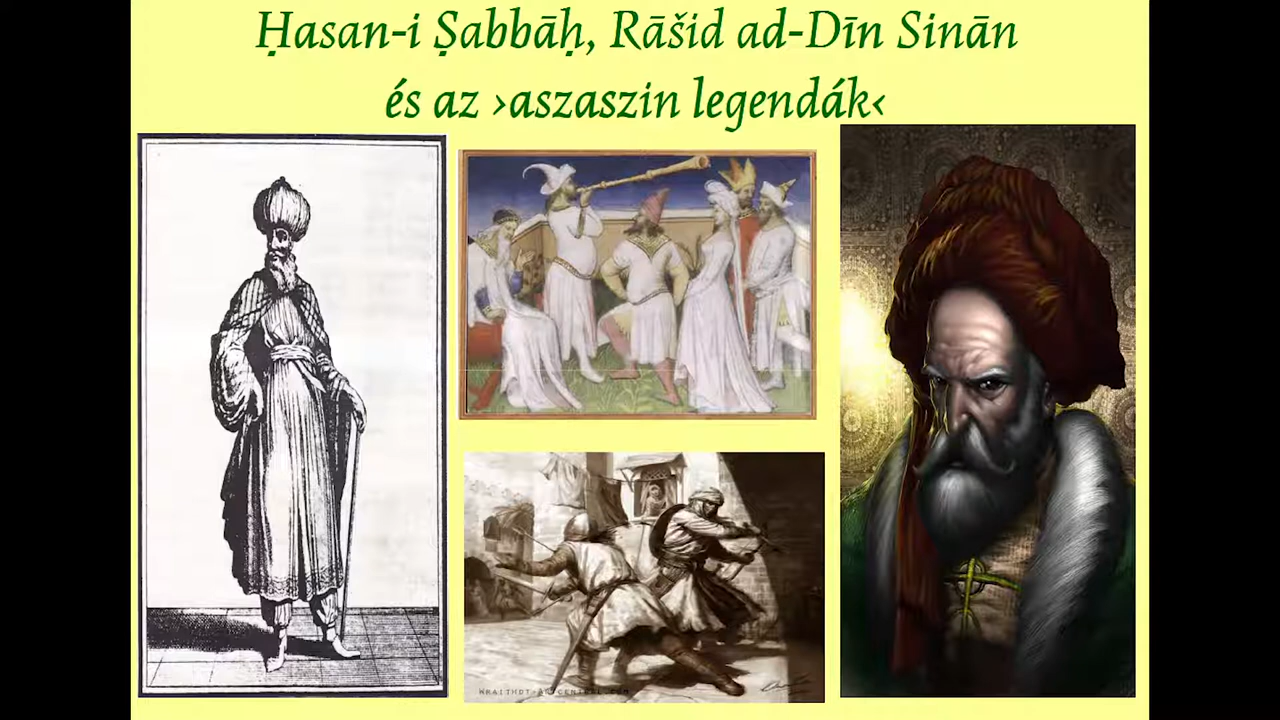 Ḥasan-i Ṣabbāḥ, Rāšid ad-Dīn Sinān
és az ›aszaszin legendák‹